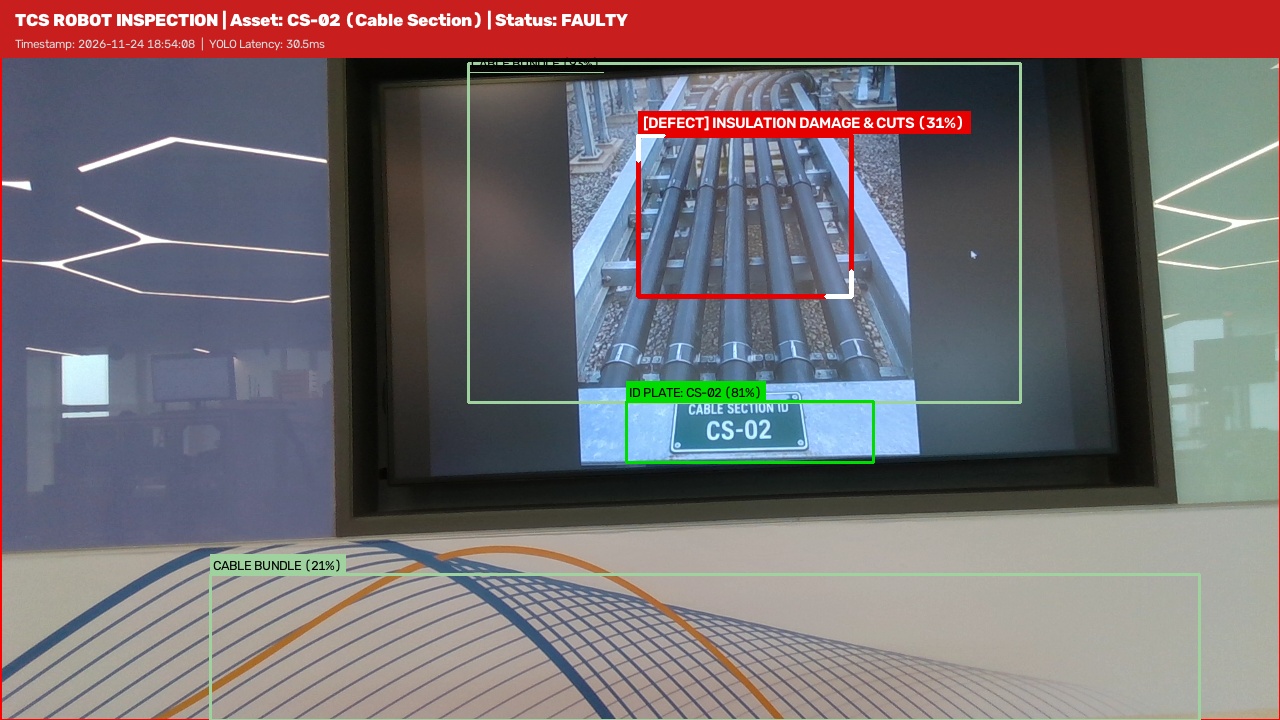 TCS ROBOT INSPECTION | Asset: CS-02 (Cable Section) | Status: FAULTY
Timestamp: 2026-11-24 18:54:08 | YOLO Latency: 30.5ms
[DEFECT] INSULATION DAMAGE & CUTS (31%)
ID PLATE: CS-02 (81%)
CABLE SECTION ID
CS-02
CABLE BUNDLE (21%)